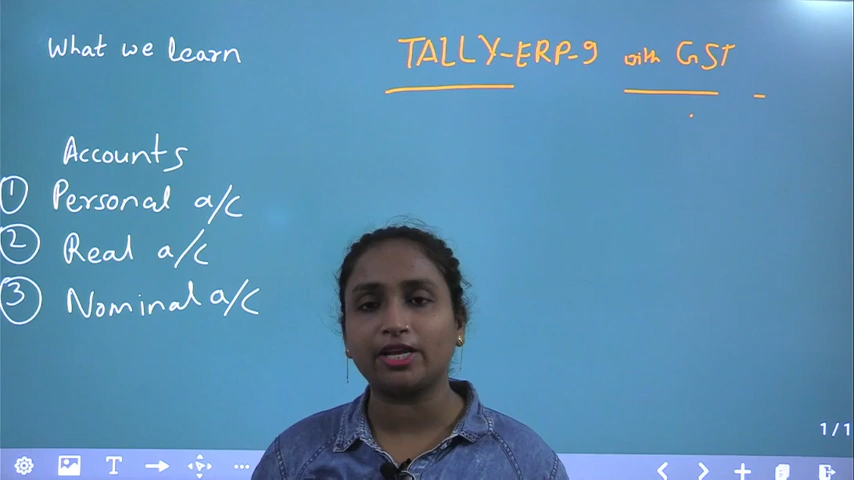 What we learn
TALLY-ERP-9 with GST
Accounts
1 Personal a/c
2 Real a/c
3 Nominal a/c
1/1
T